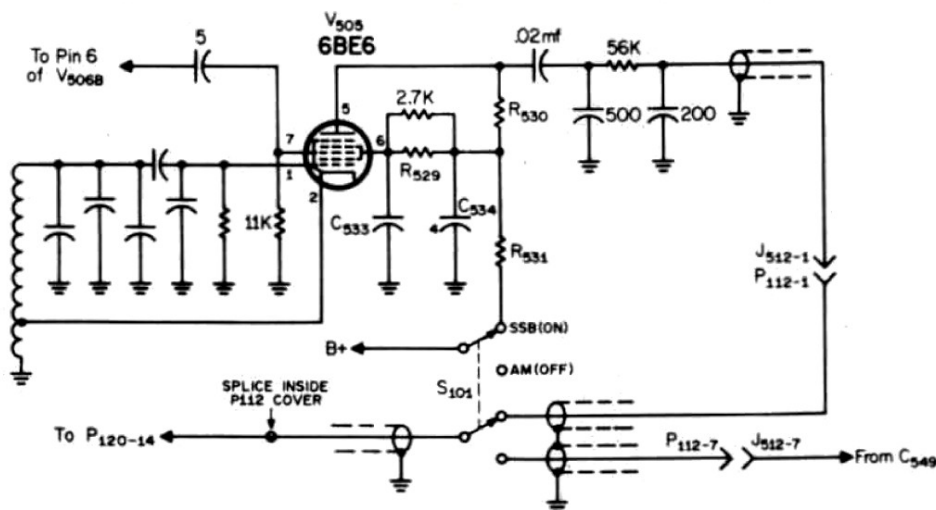 V505
6BE6
5
.02mf
56K
To Pin 6
of V506B
5
2.7K
R530
500
200
7
6
1
R529
2
11K
C533
C534
4
R531
J512-1
P112-1
SSB(ON)
B+
AM(OFF)
S101
SPLICE INSIDE
P112 COVER
To P120-14
P112-7
J512-7
From C549